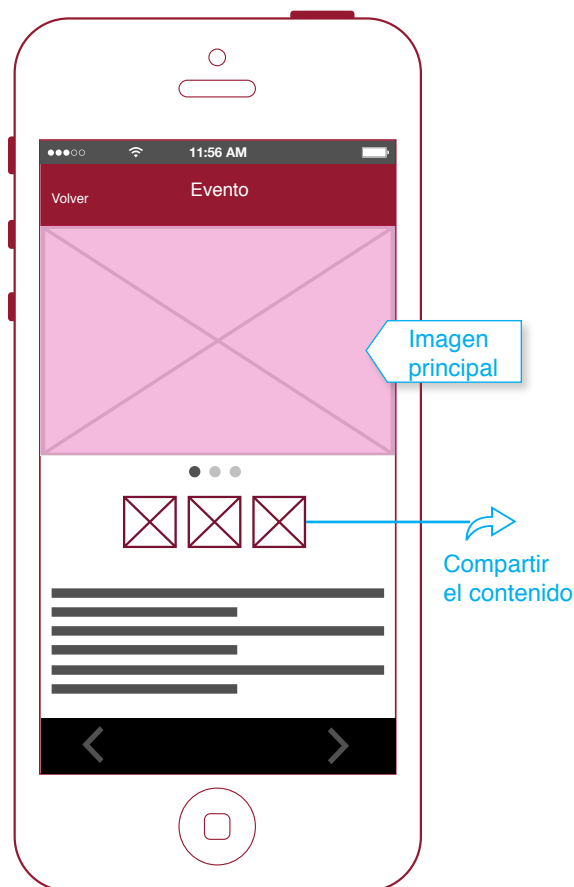 11:56 AM
Volver
Evento
Imagen
principal
Compartir
el contenido